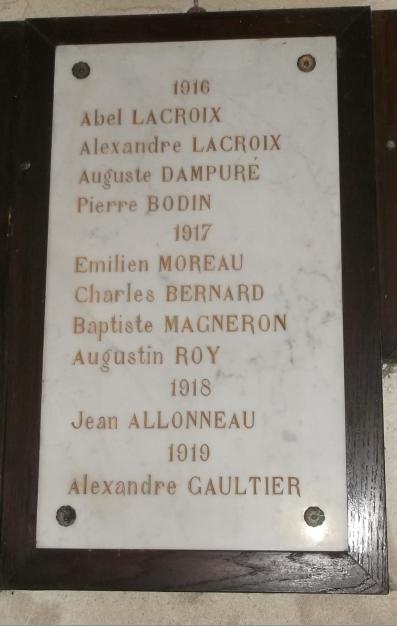 1916
Abel LACROIX
Alexandre LACROIX
Auguste DAMPURÉ
Pierre BODIN
1917
Emilien MOREAU
Charles BERNARD
Baptiste MAGNERON
Augustin ROY
1918
Jean ALLONNEAU
1919
Alexandre GAULTIER